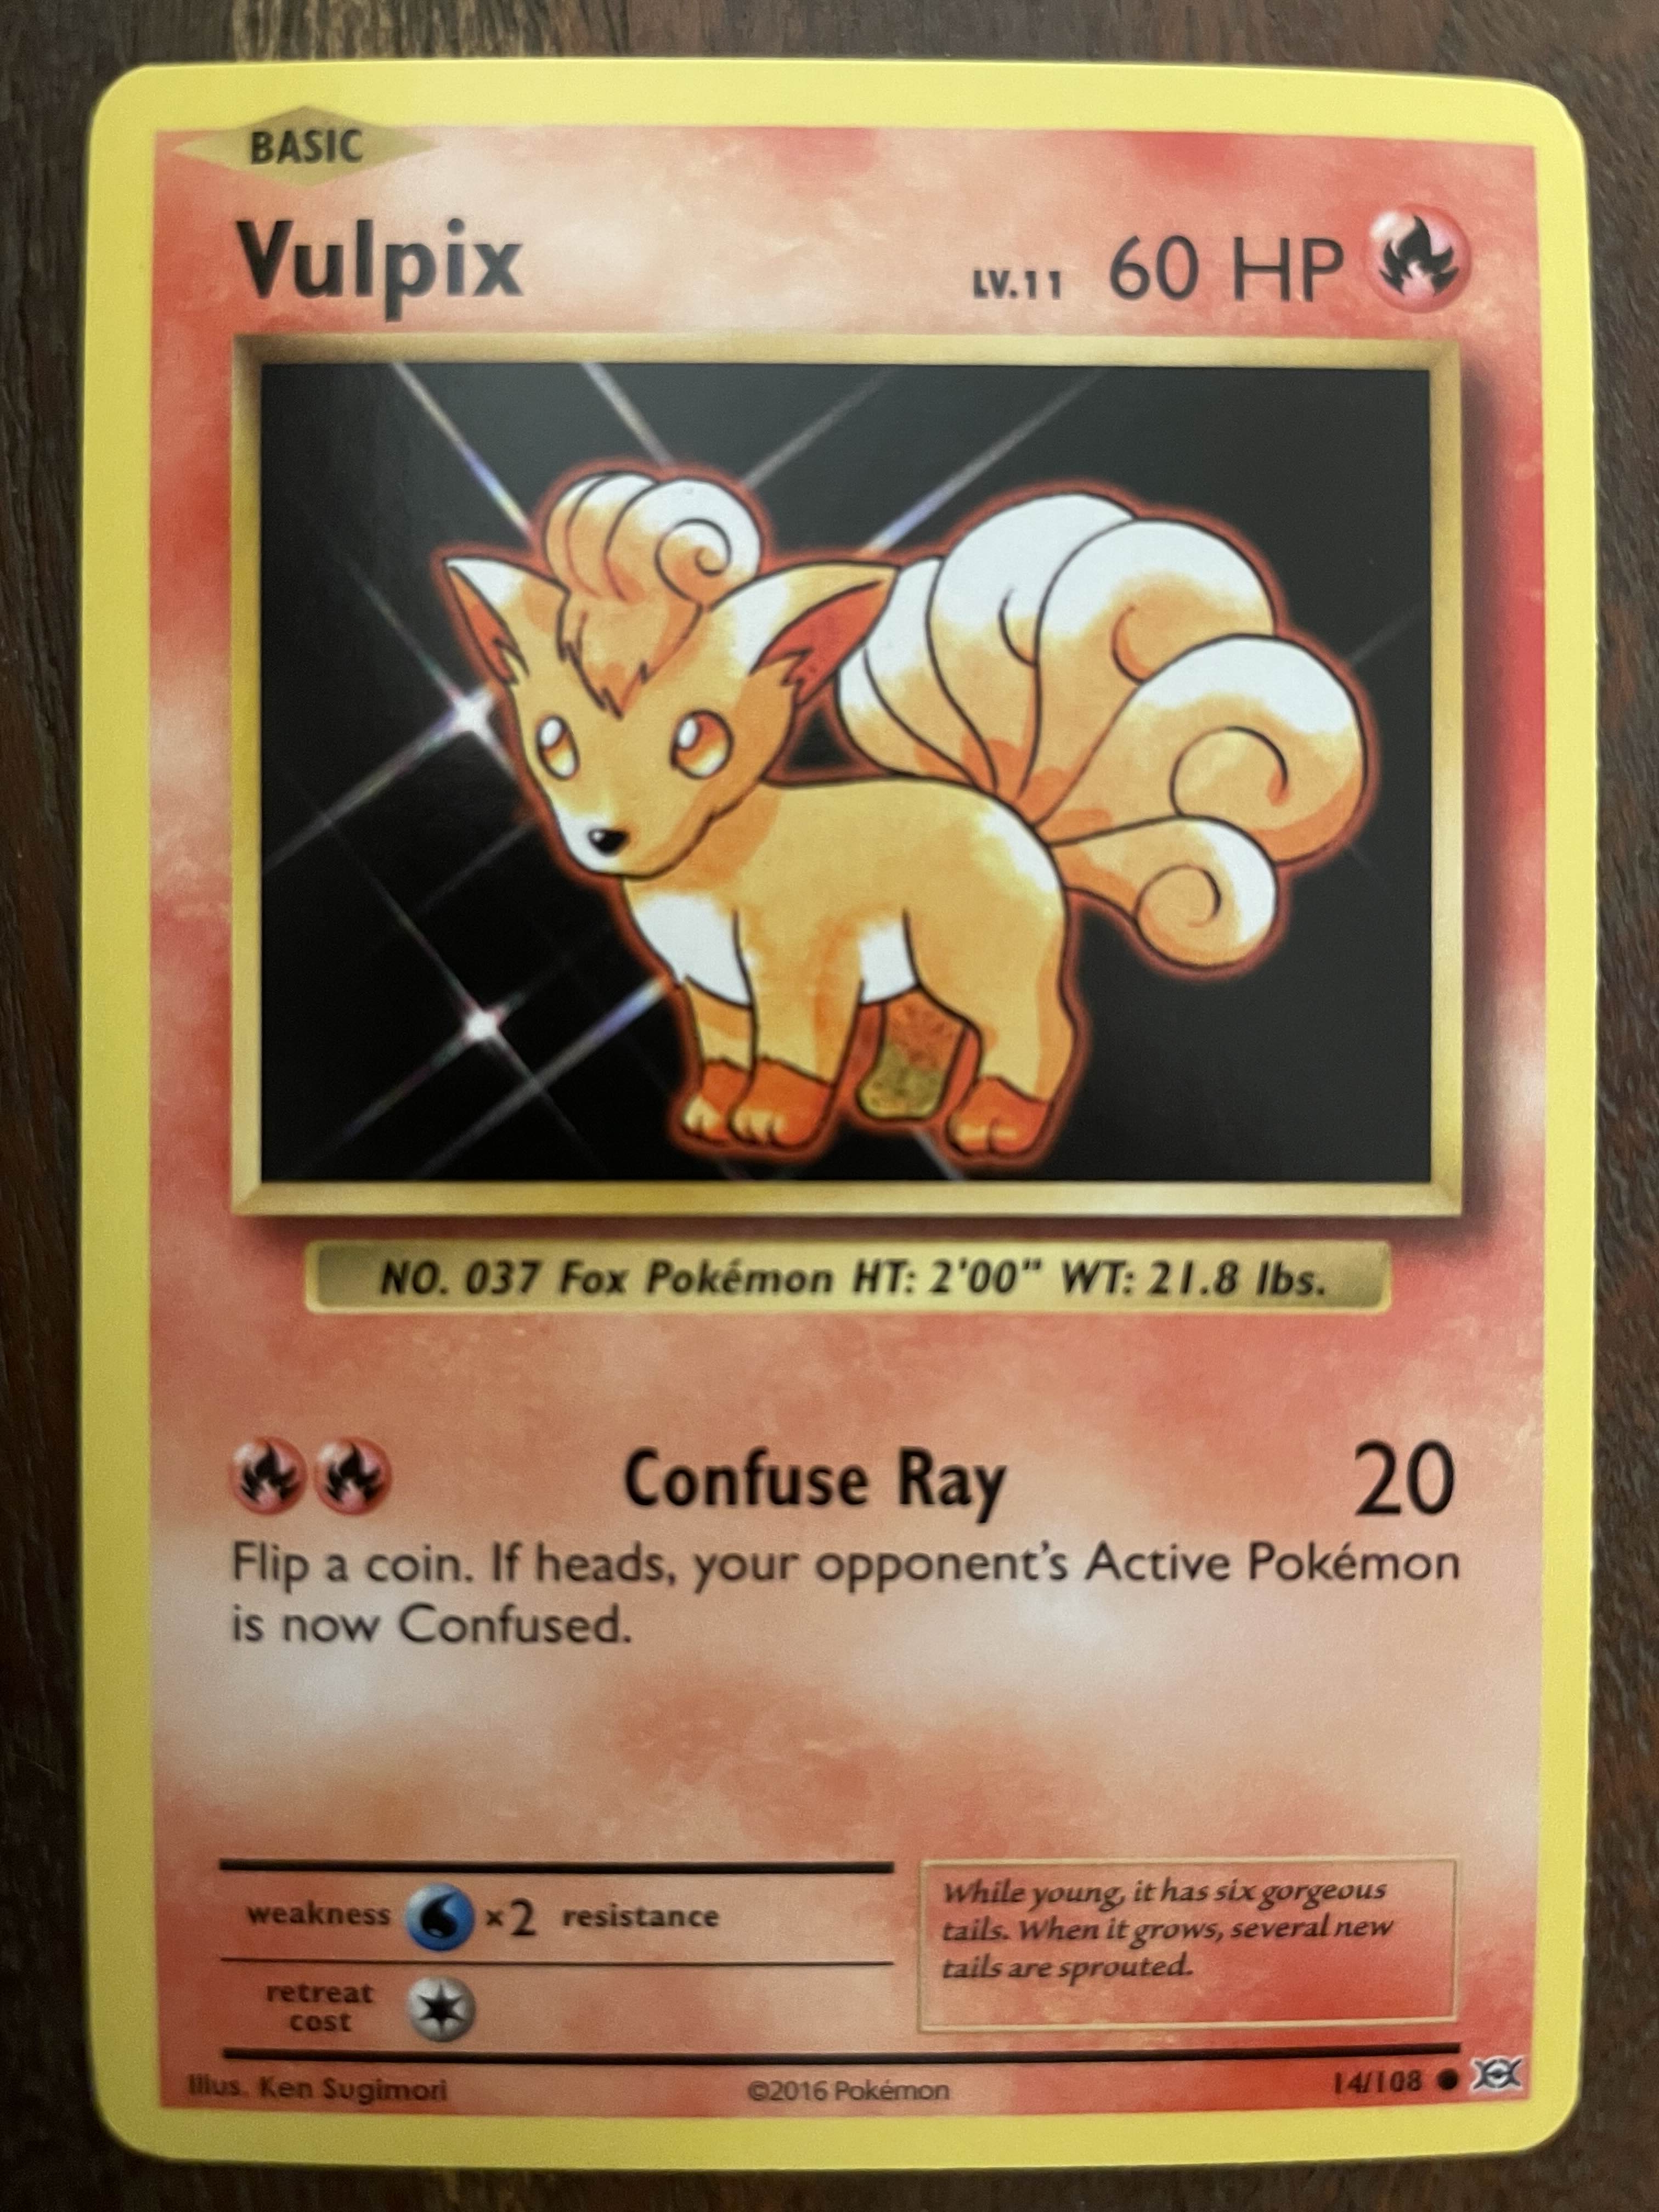 BASIC
Vulpix LV.11 60 HP
NO. 037 Fox Pokémon HT: 2'00" WT: 21.8 lbs.
Confuse Ray 20
Flip a coin. If heads, your opponent's Active Pokémon
is now Confused.
weakness ×2 resistance
retreat
cost
While young, it has six gorgeous
tails. When it grows, several new
tails are sprouted.
Illus. Ken Sugimori ©2016 Pokémon 14/108